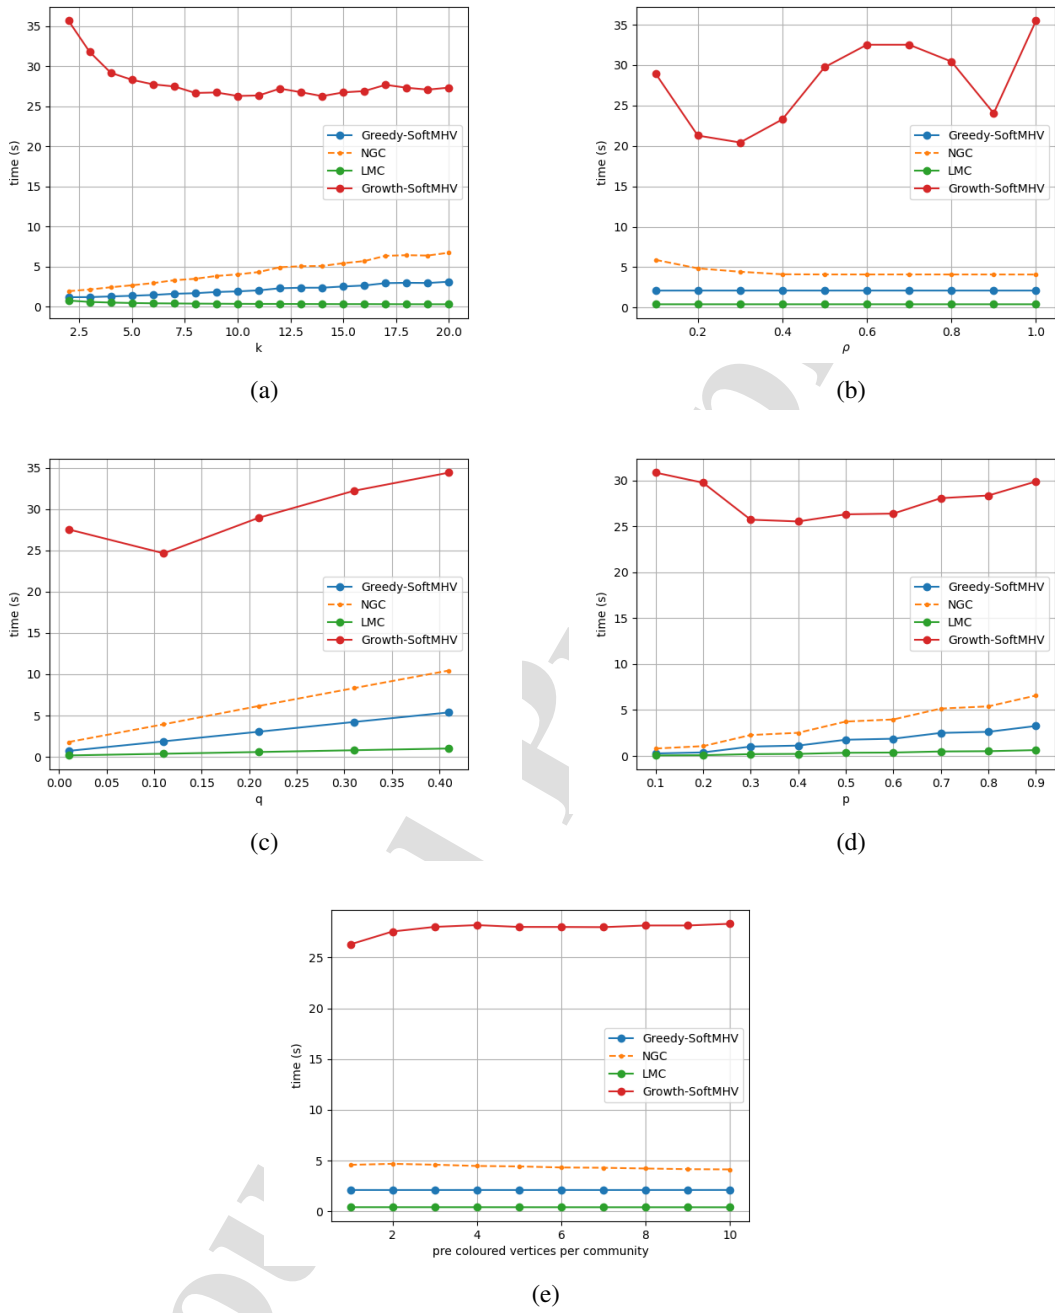 35
30
25
20
15
10
5
0
time (s)
2.5 5.0 7.5 10.0 12.5 15.0 17.5 20.0
k
Greedy-SoftMHV
NGC
LMC
Growth-SoftMHV
(a)
35
30
25
20
15
10
5
0
time (s)
0.2 0.4 0.6 0.8 1.0
ρ
Greedy-SoftMHV
NGC
LMC
Growth-SoftMHV
(b)
35
30
25
20
15
10
5
0
time (s)
0.00 0.05 0.10 0.15 0.20 0.25 0.30 0.35 0.40
q
Greedy-SoftMHV
NGC
LMC
Growth-SoftMHV
(c)
30
25
20
15
10
5
0
time (s)
0.1 0.2 0.3 0.4 0.5 0.6 0.7 0.8 0.9
p
Greedy-SoftMHV
NGC
LMC
Growth-SoftMHV
(d)
25
20
15
10
5
0
time (s)
2 4 6 8 10
pre coloured vertices per community
Greedy-SoftMHV
NGC
LMC
Growth-SoftMHV
(e)